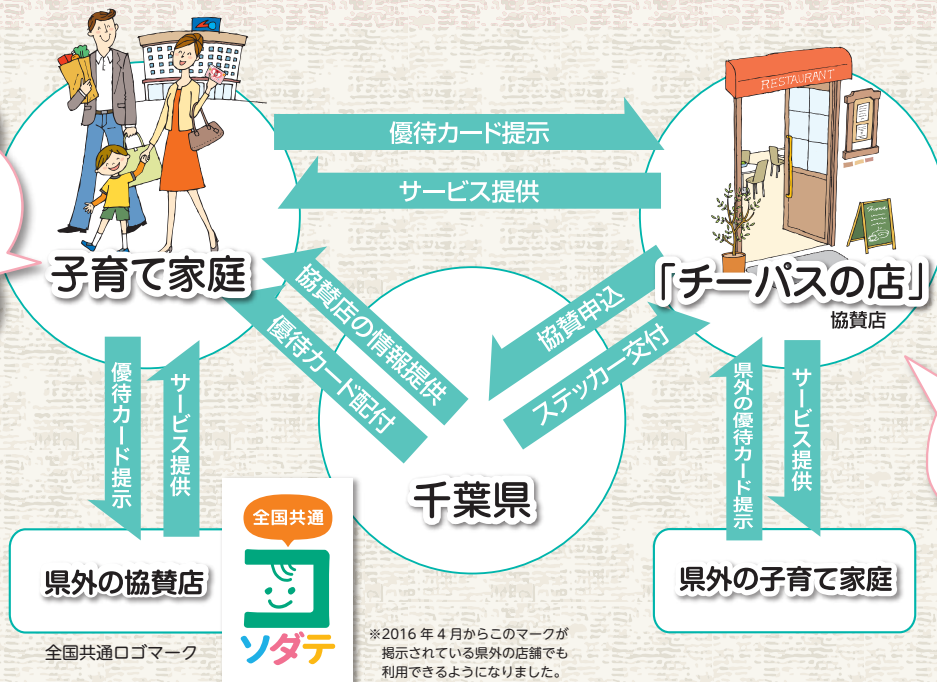 RESTAURANT
優待カード提示
サービス提供
子育て家庭
「チーパスの店」
協賛店
協賛店の情報提供
優待カード配付
協賛申込
ステッカー交付
千葉県
優待カード提示
サービス提供
県外の優待カード提示
サービス提供
県外の協賛店
全国共通ロゴマーク
全国共通
コ
ソダテ
※2016 年 4 月からこのマークが
掲示されている県外の店舗でも
利用できるようになりました。
県外の子育て家庭